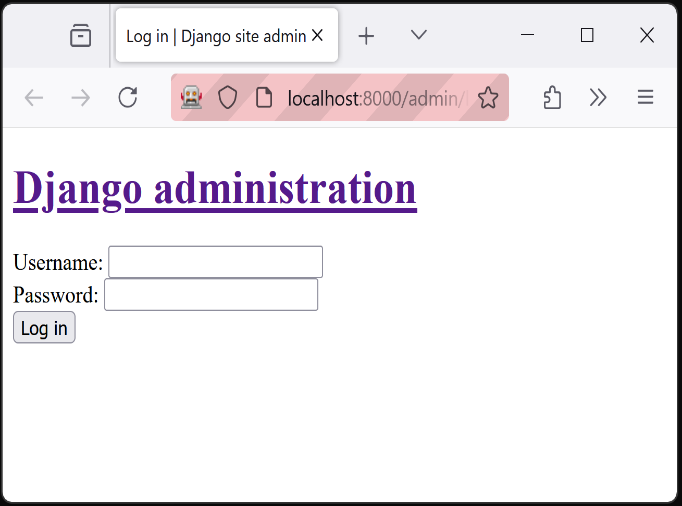 Log in | Django site admin
localhost:8000/admin/
Django administration
Username:
Password:
Log in